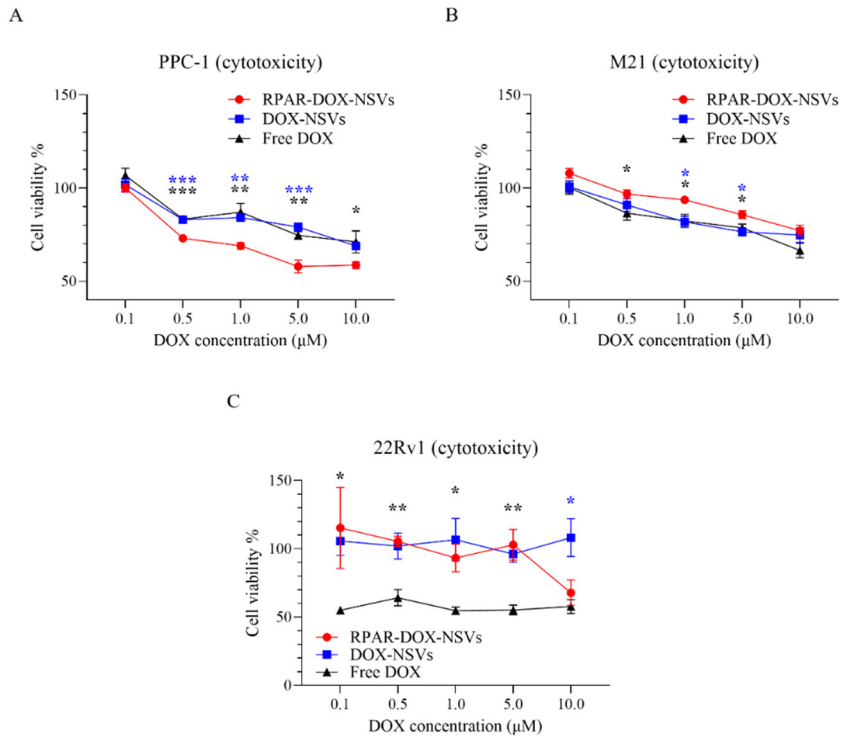 A
PPC-1 (cytotoxicity)
150
100
50
Cell viability %
RPAR-DOX-NSVs
DOX-NSVs
Free DOX
***
***
**
**
***
**
*
0.1 0.5 1.0 5.0 10.0
DOX concentration (μM)
B
M21 (cytotoxicity)
150
100
50
Cell viability %
RPAR-DOX-NSVs
DOX-NSVs
Free DOX
*
*
*
*
*
0.1 0.5 1.0 5.0 10.0
DOX concentration (μM)
C
22Rv1 (cytotoxicity)
150
100
50
0
Cell viability %
* ** * ** *
RPAR-DOX-NSVs
DOX-NSVs
Free DOX
0.1 0.5 1.0 5.0 10.0
DOX concentration (μM)